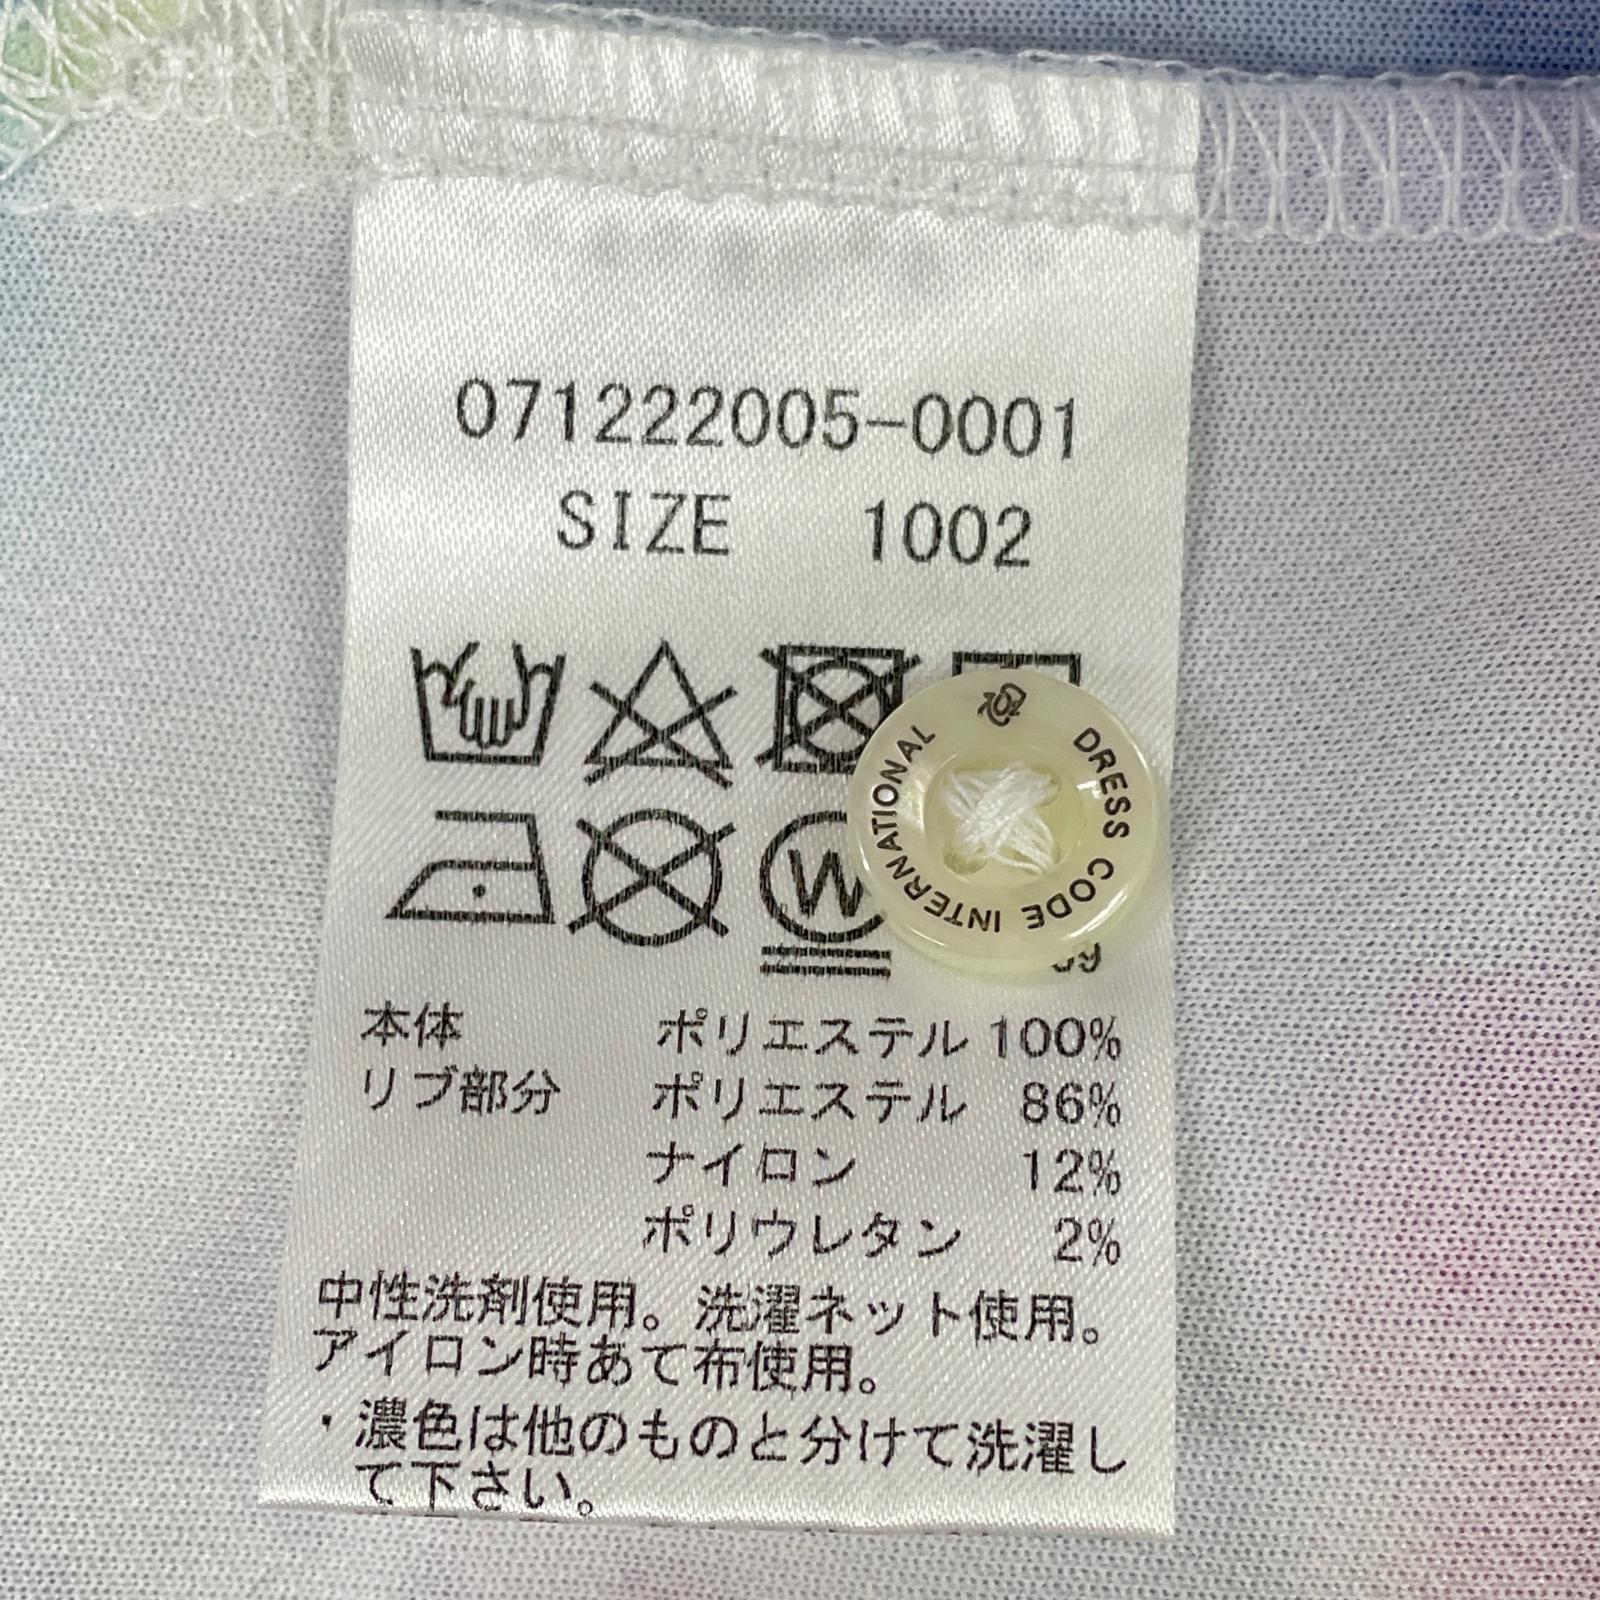 071222005-0001
SIZE 1002
W
DRESS CODE INTERNATIONAL
本体 ポリエステル 100%
リブ部分 ポリエステル 86%
ナイロン 12%
ポリウレタン 2%
中性洗剤使用。洗濯ネット使用。
アイロン時あて布使用。
・濃色は他のものと分けて洗濯し
て下さい。